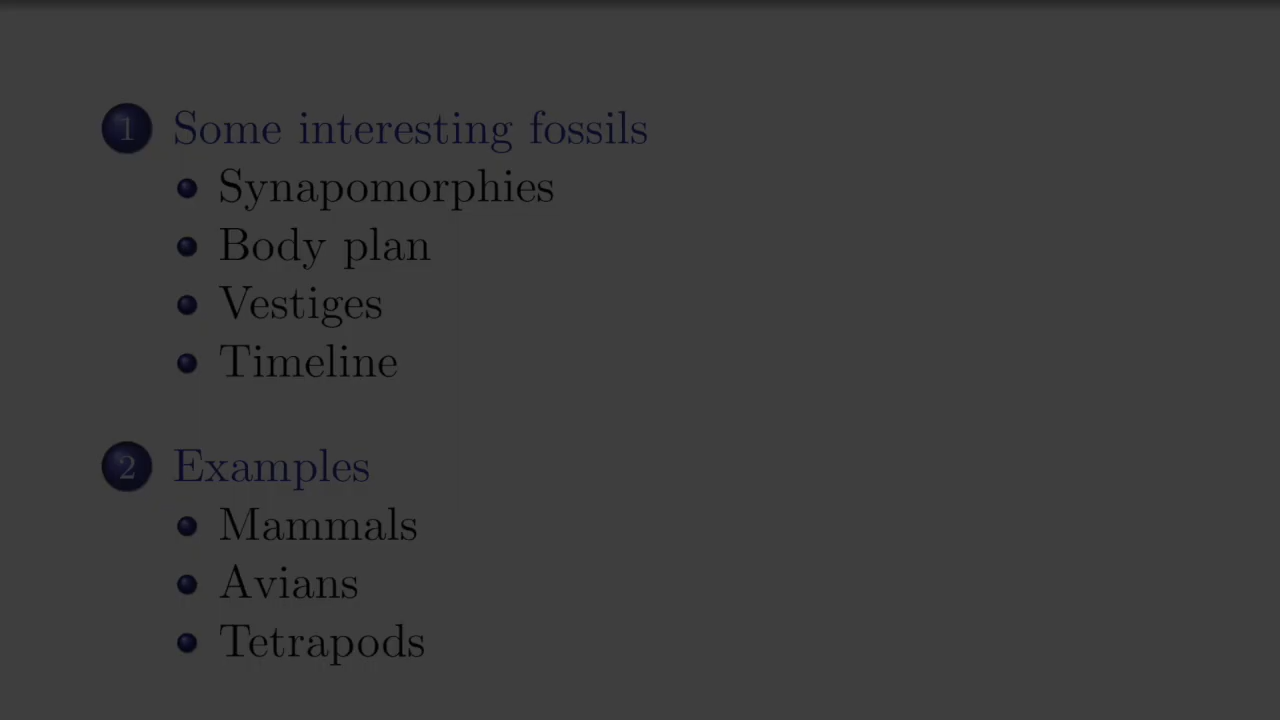 1 Some interesting fossils
Synapomorphies
Body plan
Vestiges
Timeline
2 Examples
Mammals
Avians
Tetrapods